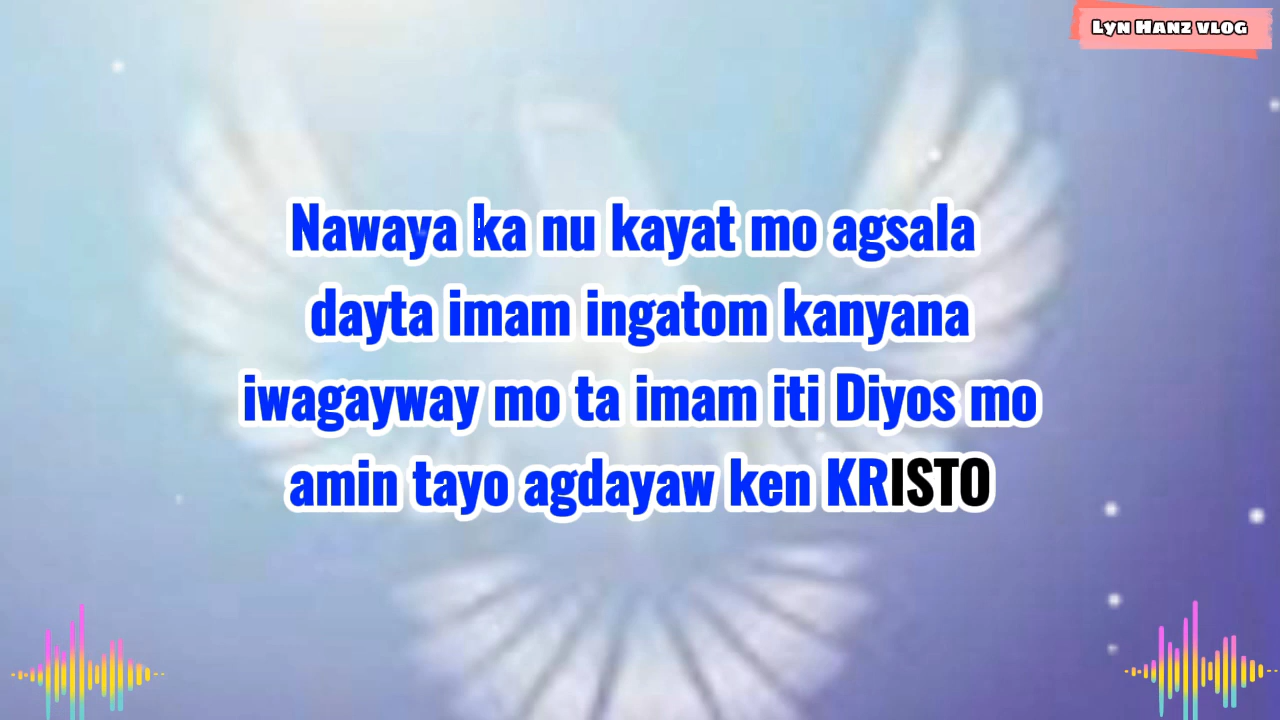 Lyn Hanz vlog
Nawaya ka nu kayat mo agsala
dayta imam ingatom kanyana
iwagayway mo ta imam iti Diyos mo
amin tayo agdayaw ken KRISTO